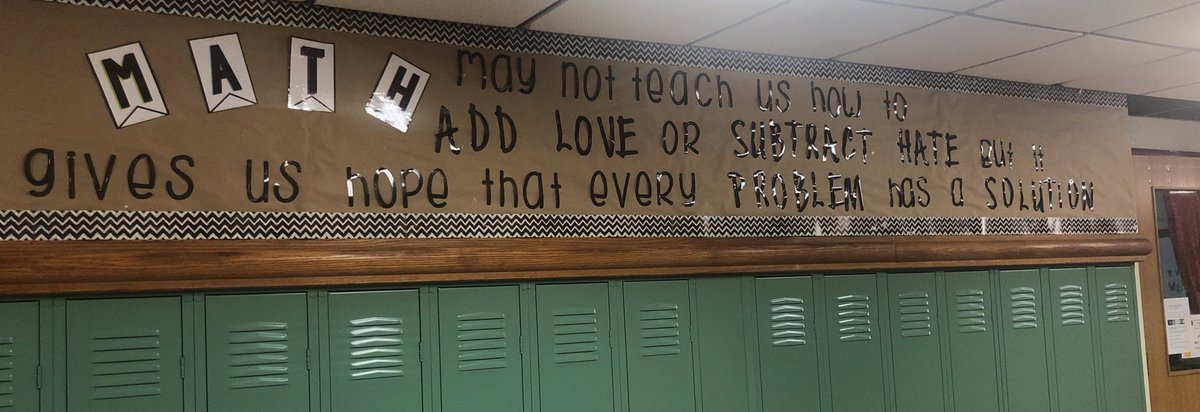 MATH may not teach us how to
ADD LOVE OR SUBTRACT HATE BUT it
gives us hope that every PROBLEM has a SOLUTION